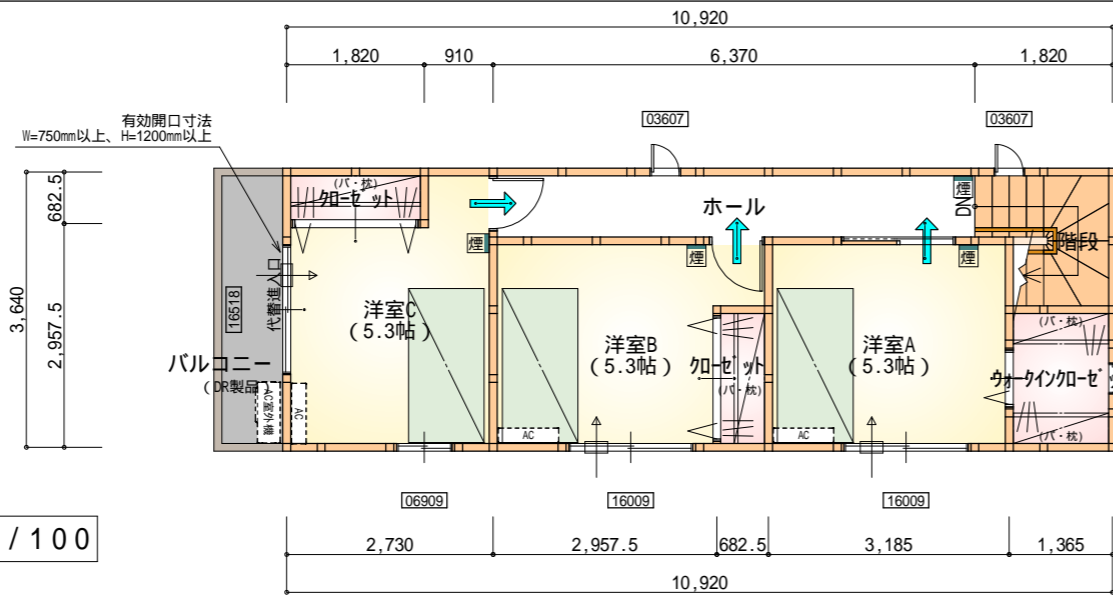 10,920
1,820
910
6,370
1,820
有効開口寸法
W=750mm以上、H=1200mm以上
03607
03607
3,640
682.5
2,957.5
(パ・枕)
クローゼット
煙
ホール
煙
DN
階段
煙
煙
代替進入口
16518
洋室C
(5.3帖)
洋室B
(5.3帖)
洋室A
(5.3帖)
バルコニー
(DR製品
クローゼット
(パ・枕)
(パ・枕)
ウォークインクローゼッ
(パ・枕)
AC室外機
AC
AC
AC
06909
16009
16009
/100
2,730
2,957.5
682.5
3,185
1,365
10,920